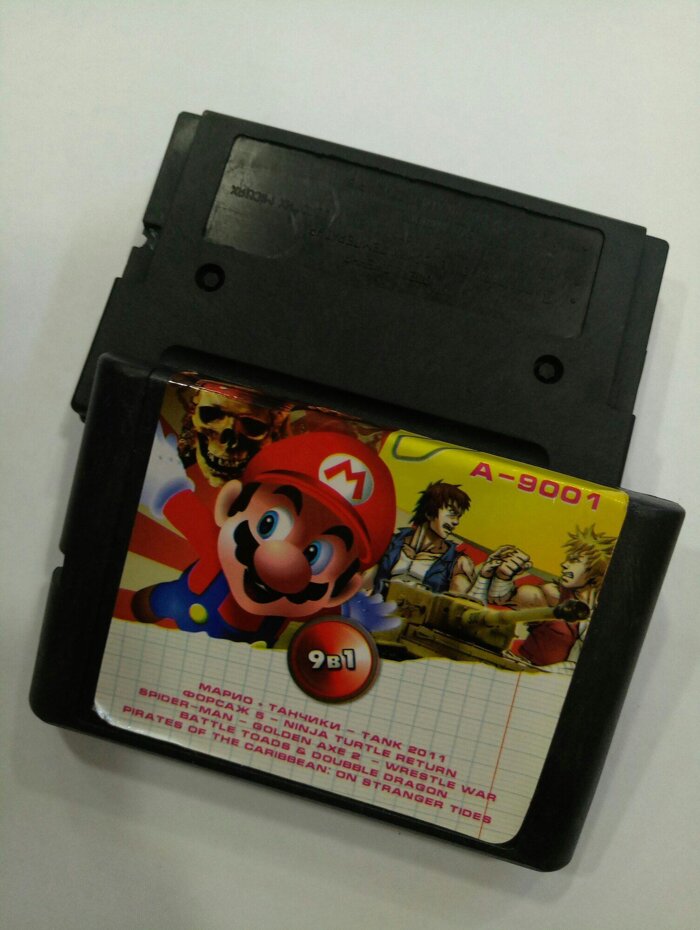 M
A-9001
9в1
МАРИО - ТАНЧИКИ - TANK 2011
ФОРСАЖ 5 - NINJA TURTLE RETURN
SPIDER-MAN - GOLDEN AXE 2 - WRESTLE WAR
BATTLE TOADS & DOUBBLE DRAGON
PIRATES OF THE CARIBBEAN: ON STRANGER TIDES